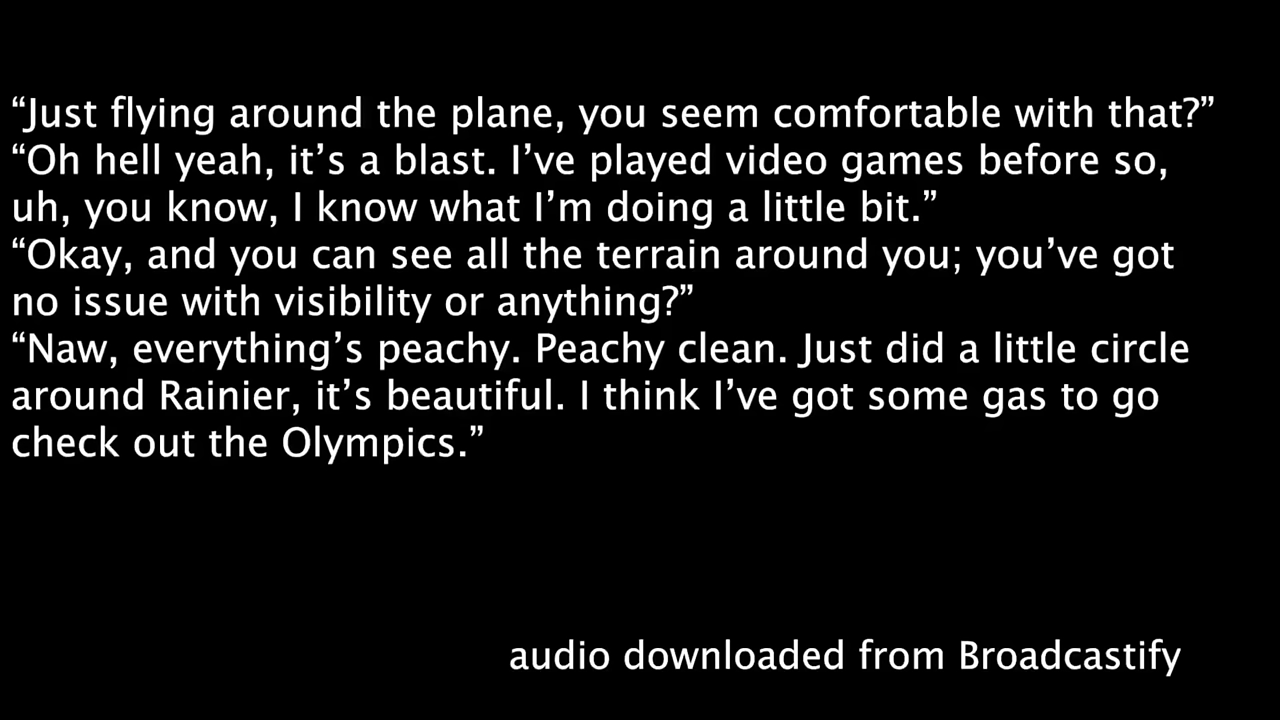 “Just flying around the plane, you seem comfortable with that?”
“Oh hell yeah, it’s a blast. I’ve played video games before so,
uh, you know, I know what I’m doing a little bit.”
“Okay, and you can see all the terrain around you; you’ve got
no issue with visibility or anything?”
“Naw, everything’s peachy. Peachy clean. Just did a little circle
around Rainier, it’s beautiful. I think I’ve got some gas to go
check out the Olympics.”
audio downloaded from Broadcastify